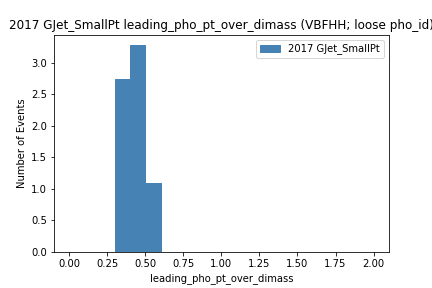 2017 GJet_SmallPt leading_pho_pt_over_dimass (VBFHH; loose pho_id)
2017 GJet_SmallPt
Number of Events
3.0
2.5
2.0
1.5
1.0
0.5
0.0
0.00 0.25 0.50 0.75 1.00 1.25 1.50 1.75 2.00
leading_pho_pt_over_dimass